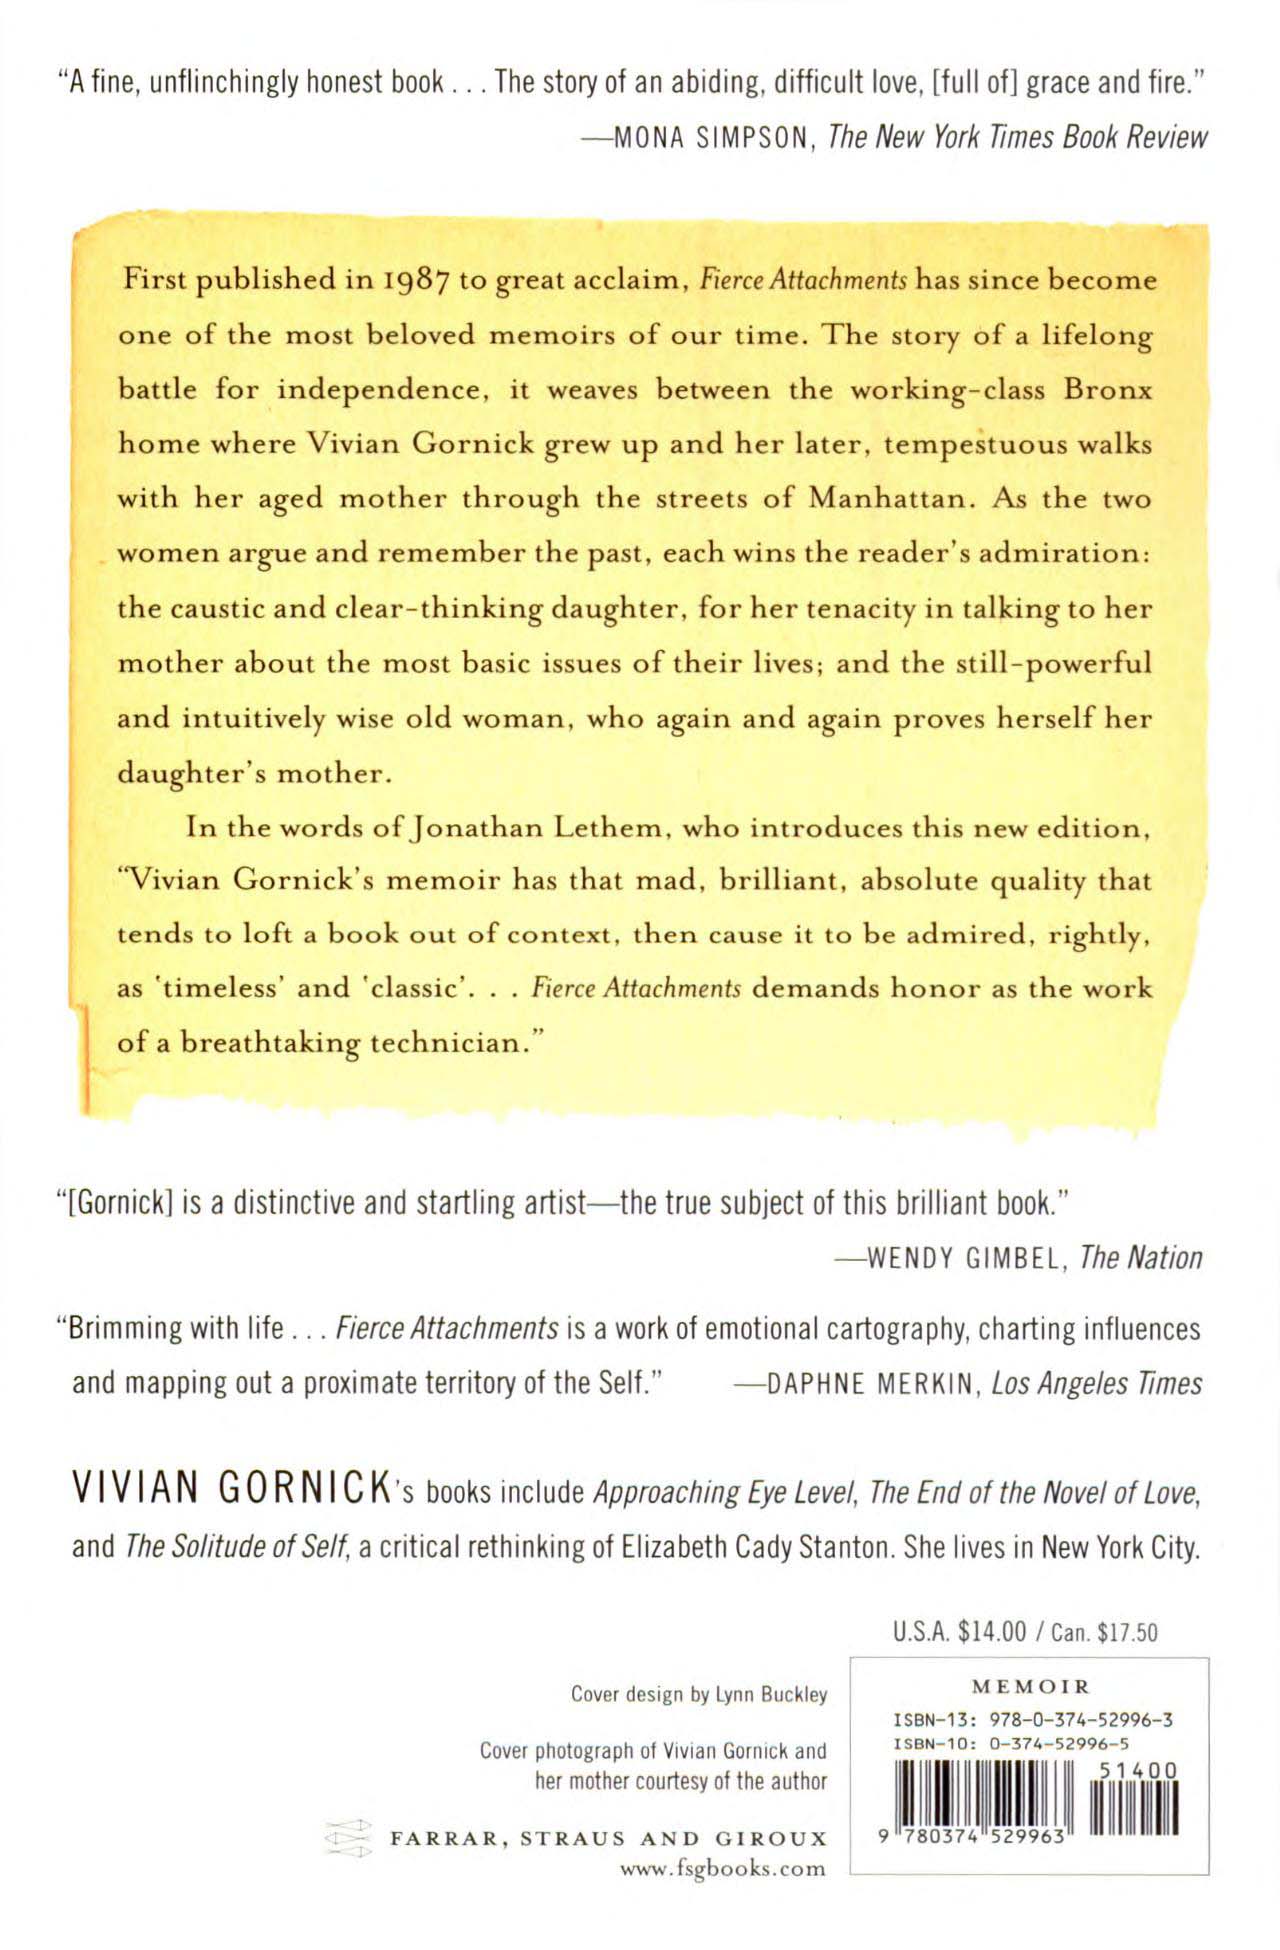 “A fine, unflinchingly honest book . . . The story of an abiding, difficult love, [full of] grace and fire.”
—MONA SIMPSON, The New York Times Book Review
First published in 1987 to great acclaim, Fierce Attachments has since become
one of the most beloved memoirs of our time. The story of a lifelong
battle for independence, it weaves between the working-class Bronx
home where Vivian Gornick grew up and her later, tempestuous walks
with her aged mother through the streets of Manhattan. As the two
women argue and remember the past, each wins the reader’s admiration:
the caustic and clear-thinking daughter, for her tenacity in talking to her
mother about the most basic issues of their lives; and the still-powerful
and intuitively wise old woman, who again and again proves herself her
daughter’s mother.
In the words of Jonathan Lethem, who introduces this new edition,
“Vivian Gornick’s memoir has that mad, brilliant, absolute quality that
tends to loft a book out of context, then cause it to be admired, rightly,
as ‘timeless’ and ‘classic’. . . Fierce Attachments demands honor as the work
of a breathtaking technician.”
“[Gornick] is a distinctive and startling artist—the true subject of this brilliant book.”
—WENDY GIMBEL, The Nation
“Brimming with life . . . Fierce Attachments is a work of emotional cartography, charting influences
and mapping out a proximate territory of the Self.” —DAPHNE MERKIN, Los Angeles Times
VIVIAN GORNICK’s books include Approaching Eye Level, The End of the Novel of Love,
and The Solitude of Self, a critical rethinking of Elizabeth Cady Stanton. She lives in New York City.
U.S.A. $14.00 / Can. $17.50
Cover design by Lynn Buckley
Cover photograph of Vivian Gornick and
her mother courtesy of the author
FARRAR, STRAUS AND GIROUX
www.fsgbooks.com
MEMOIR
ISBN-13: 978-0-374-52996-3
ISBN-10: 0-374-52996-5
51400
9 780374 529963